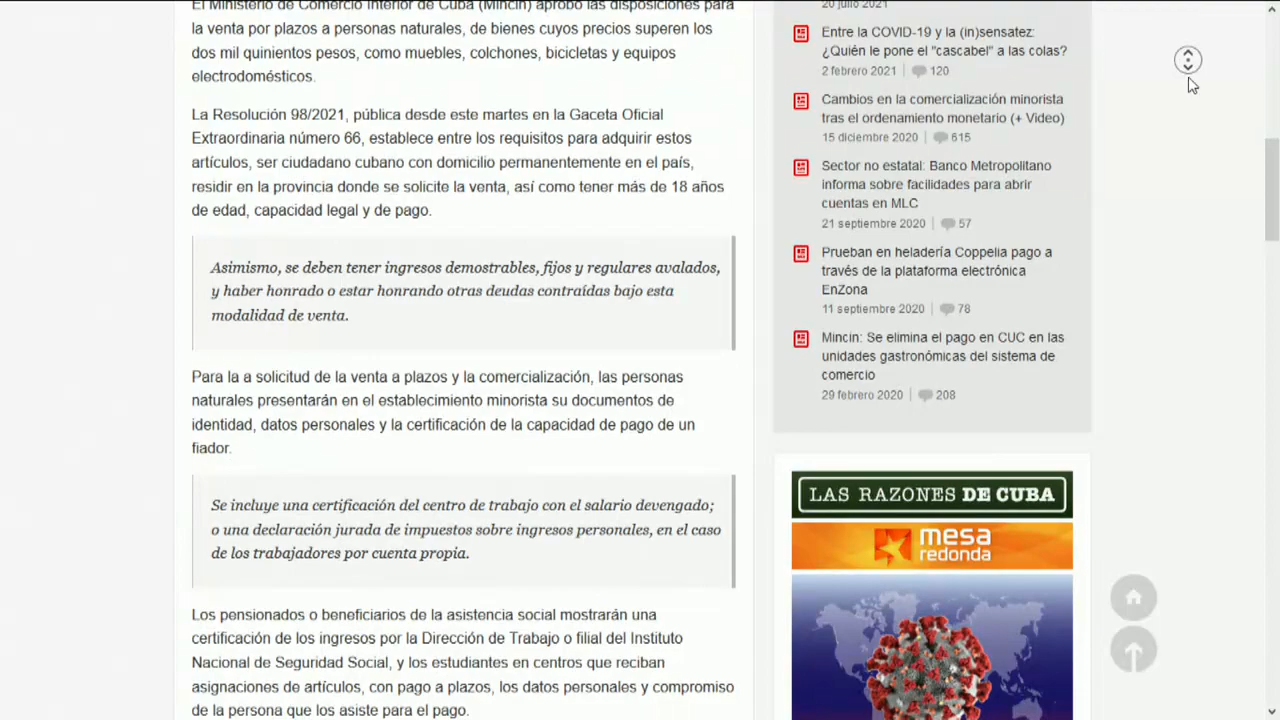 El Ministerio de Comercio Interior de Cuba (Mincin) aprobó las disposiciones para
la venta por plazos a personas naturales, de bienes cuyos precios superen los
dos mil quinientos pesos, como muebles, colchones, bicicletas y equipos
electrodomésticos.
La Resolución 98/2021, pública desde este martes en la Gaceta Oficial
Extraordinaria número 66, establece entre los requisitos para adquirir estos
artículos, ser ciudadano cubano con domicilio permanentemente en el país,
residir en la provincia donde se solicite la venta, así como tener más de 18 años
de edad, capacidad legal y de pago.
Asimismo, se deben tener ingresos demostrables, fijos y regulares avalados,
y haber honrado o estar honrando otras deudas contraídas bajo esta
modalidad de venta.
Para la a solicitud de la venta a plazos y la comercialización, las personas
naturales presentarán en el establecimiento minorista su documentos de
identidad, datos personales y la certificación de la capacidad de pago de un
fiador.
Se incluye una certificación del centro de trabajo con el salario devengado;
o una declaración jurada de impuestos sobre ingresos personales, en el caso
de los trabajadores por cuenta propia.
Los pensionados o beneficiarios de la asistencia social mostrarán una
certificación de los ingresos por la Dirección de Trabajo o filial del Instituto
Nacional de Seguridad Social, y los estudiantes en centros que reciban
asignaciones de artículos, con pago a plazos, los datos personales y compromiso
de la persona que los asiste para el pago.
20 julio 2021
Entre la COVID-19 y la (in)sensatez:
¿Quién le pone el "cascabel" a las colas?
2 febrero 2021 | 120
Cambios en la comercialización minorista
tras el ordenamiento monetario (+ Video)
15 diciembre 2020 | 615
Sector no estatal: Banco Metropolitano
informa sobre facilidades para abrir
cuentas en MLC
21 septiembre 2020 | 57
Prueban en heladería Coppelia pago a
través de la plataforma electrónica
EnZona
11 septiembre 2020 | 78
Mincin: Se elimina el pago en CUC en las
unidades gastronómicas del sistema de
comercio
29 febrero 2020 | 208
LAS RAZONES DE CUBA
mesa
redonda